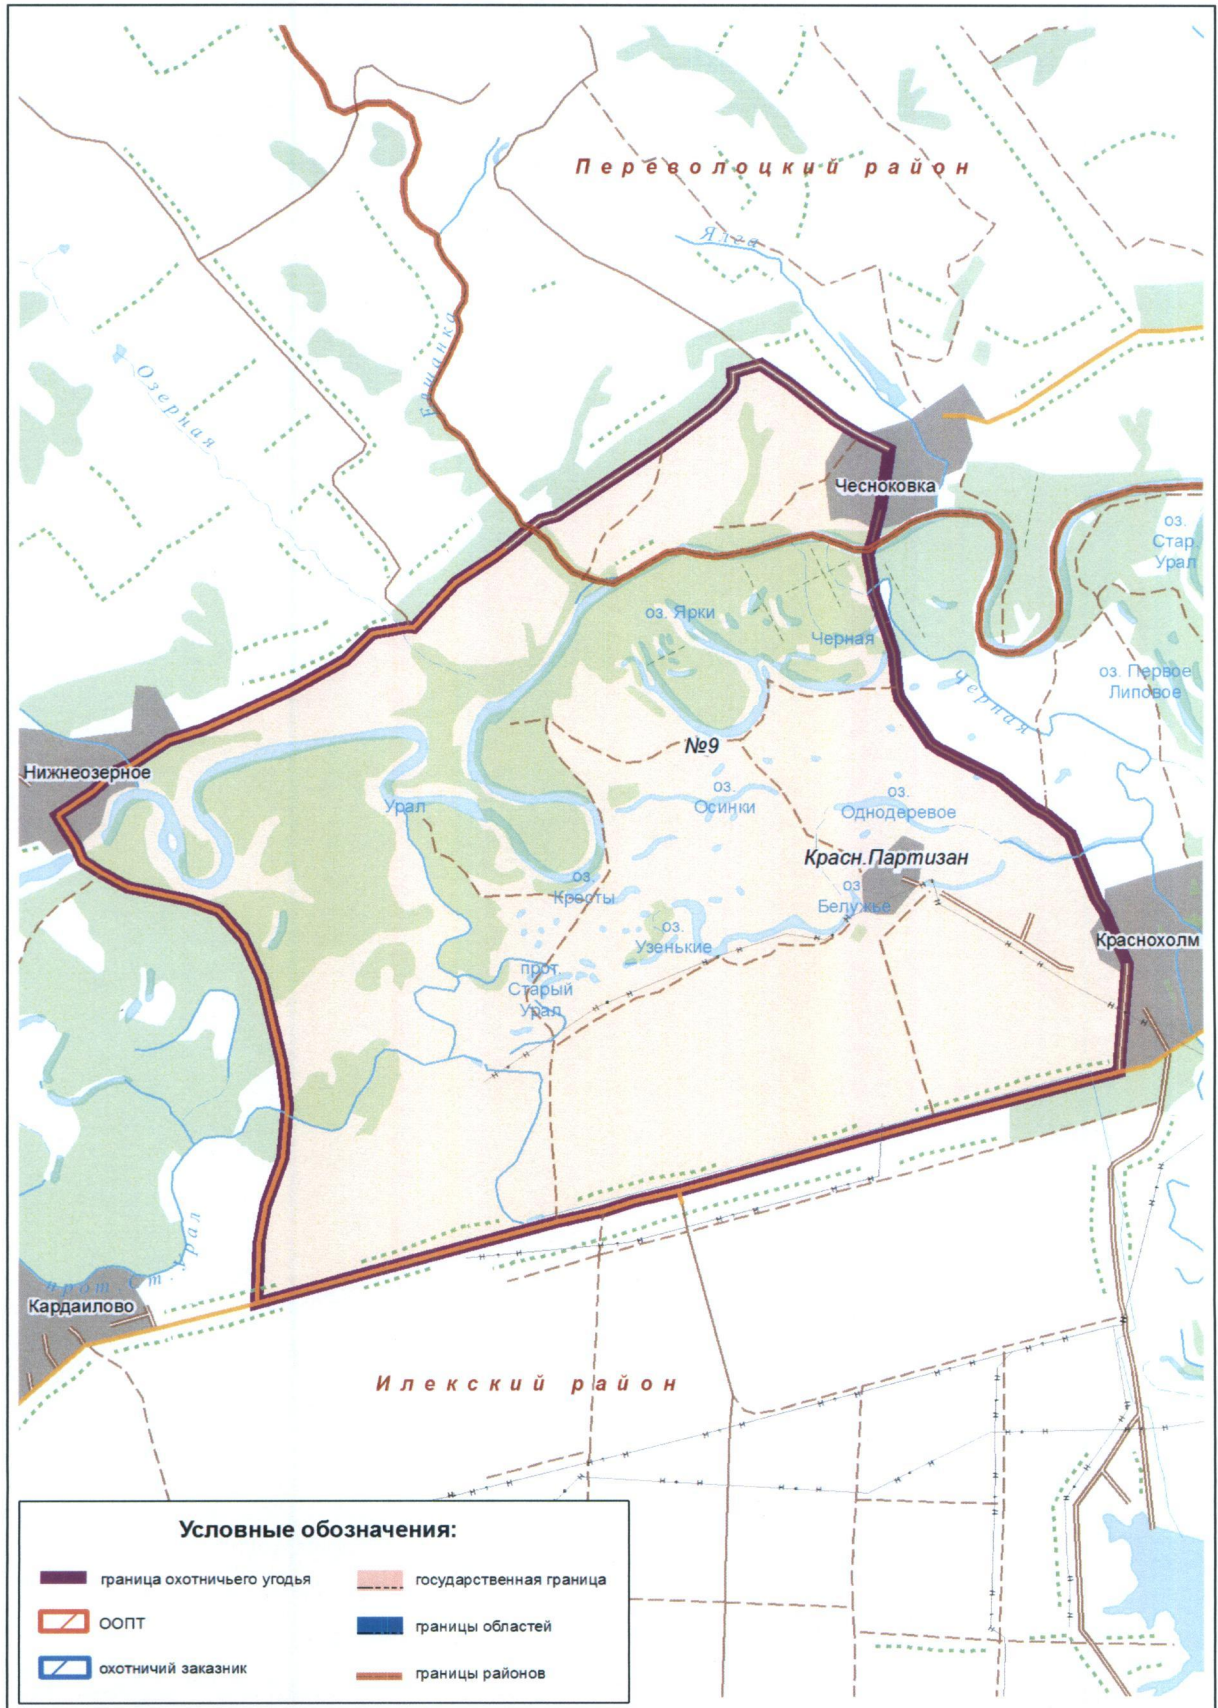 Переволоцкий район
Ялга
Озерная
Елшанка
Чесноковка
оз.
Стар.
Урал
оз. Ярки
Черная
оз. Первое
Липовое
Черная
№9
Нижнеозерное
Урал
оз.
Осинки
оз.
Однодеревое
Красн.Партизан
оз.
Кресты
оз.
Белужье
оз.
Узенькие
Краснохолм
прот.
Старый
Урал
прот. Ст. Урал
Кардаилово
Илекский район
Условные обозначения:
граница охотничьего угодья
государственная граница
ООПТ
границы областей
охотничий заказник
границы районов